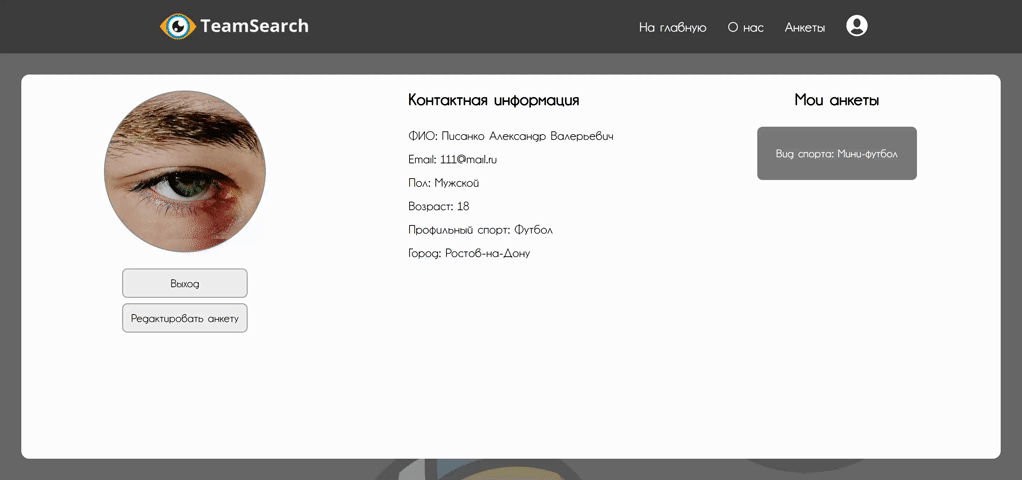 TeamSearch
На главную
О нас
Анкеты
Контактная информация
ФИО: Писанко Александр Валерьевич
Email: 111@mail.ru
Пол: Мужской
Возраст: 18
Профильный спорт: Футбол
Город: Ростов-на-Дону
Выход
Редактировать анкету
Мои анкеты
Вид спорта: Мини-футбол